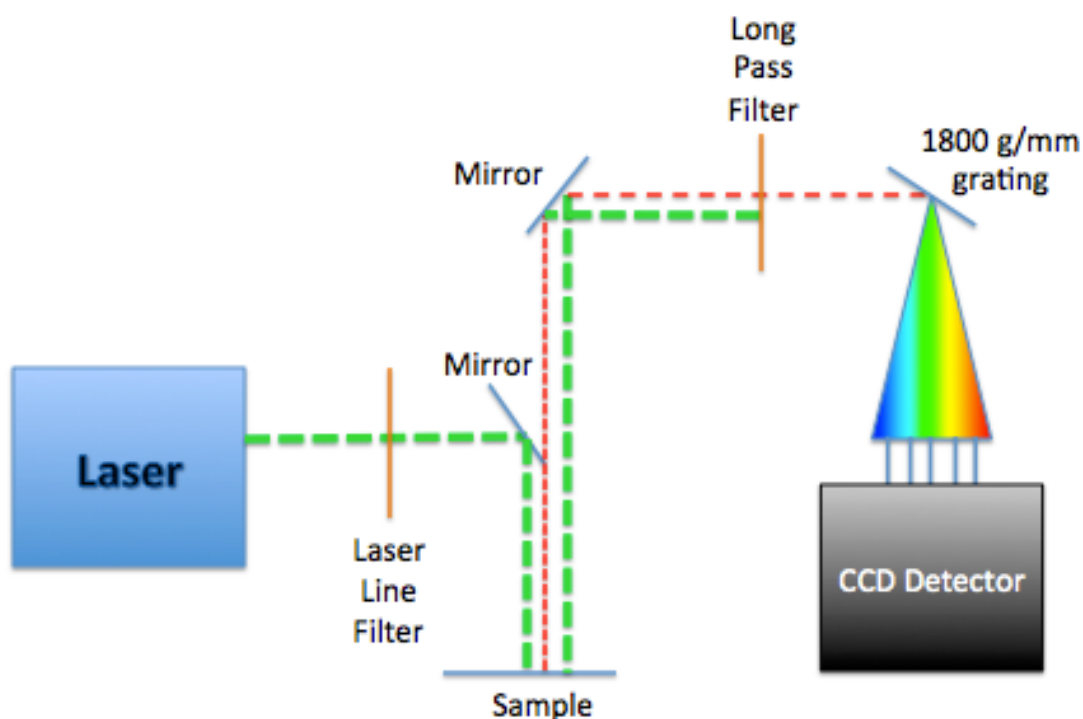 Long
Pass
Filter
1800 g/mm
grating
Mirror
Mirror
Laser
Laser
Line
Filter
CCD Detector
Sample